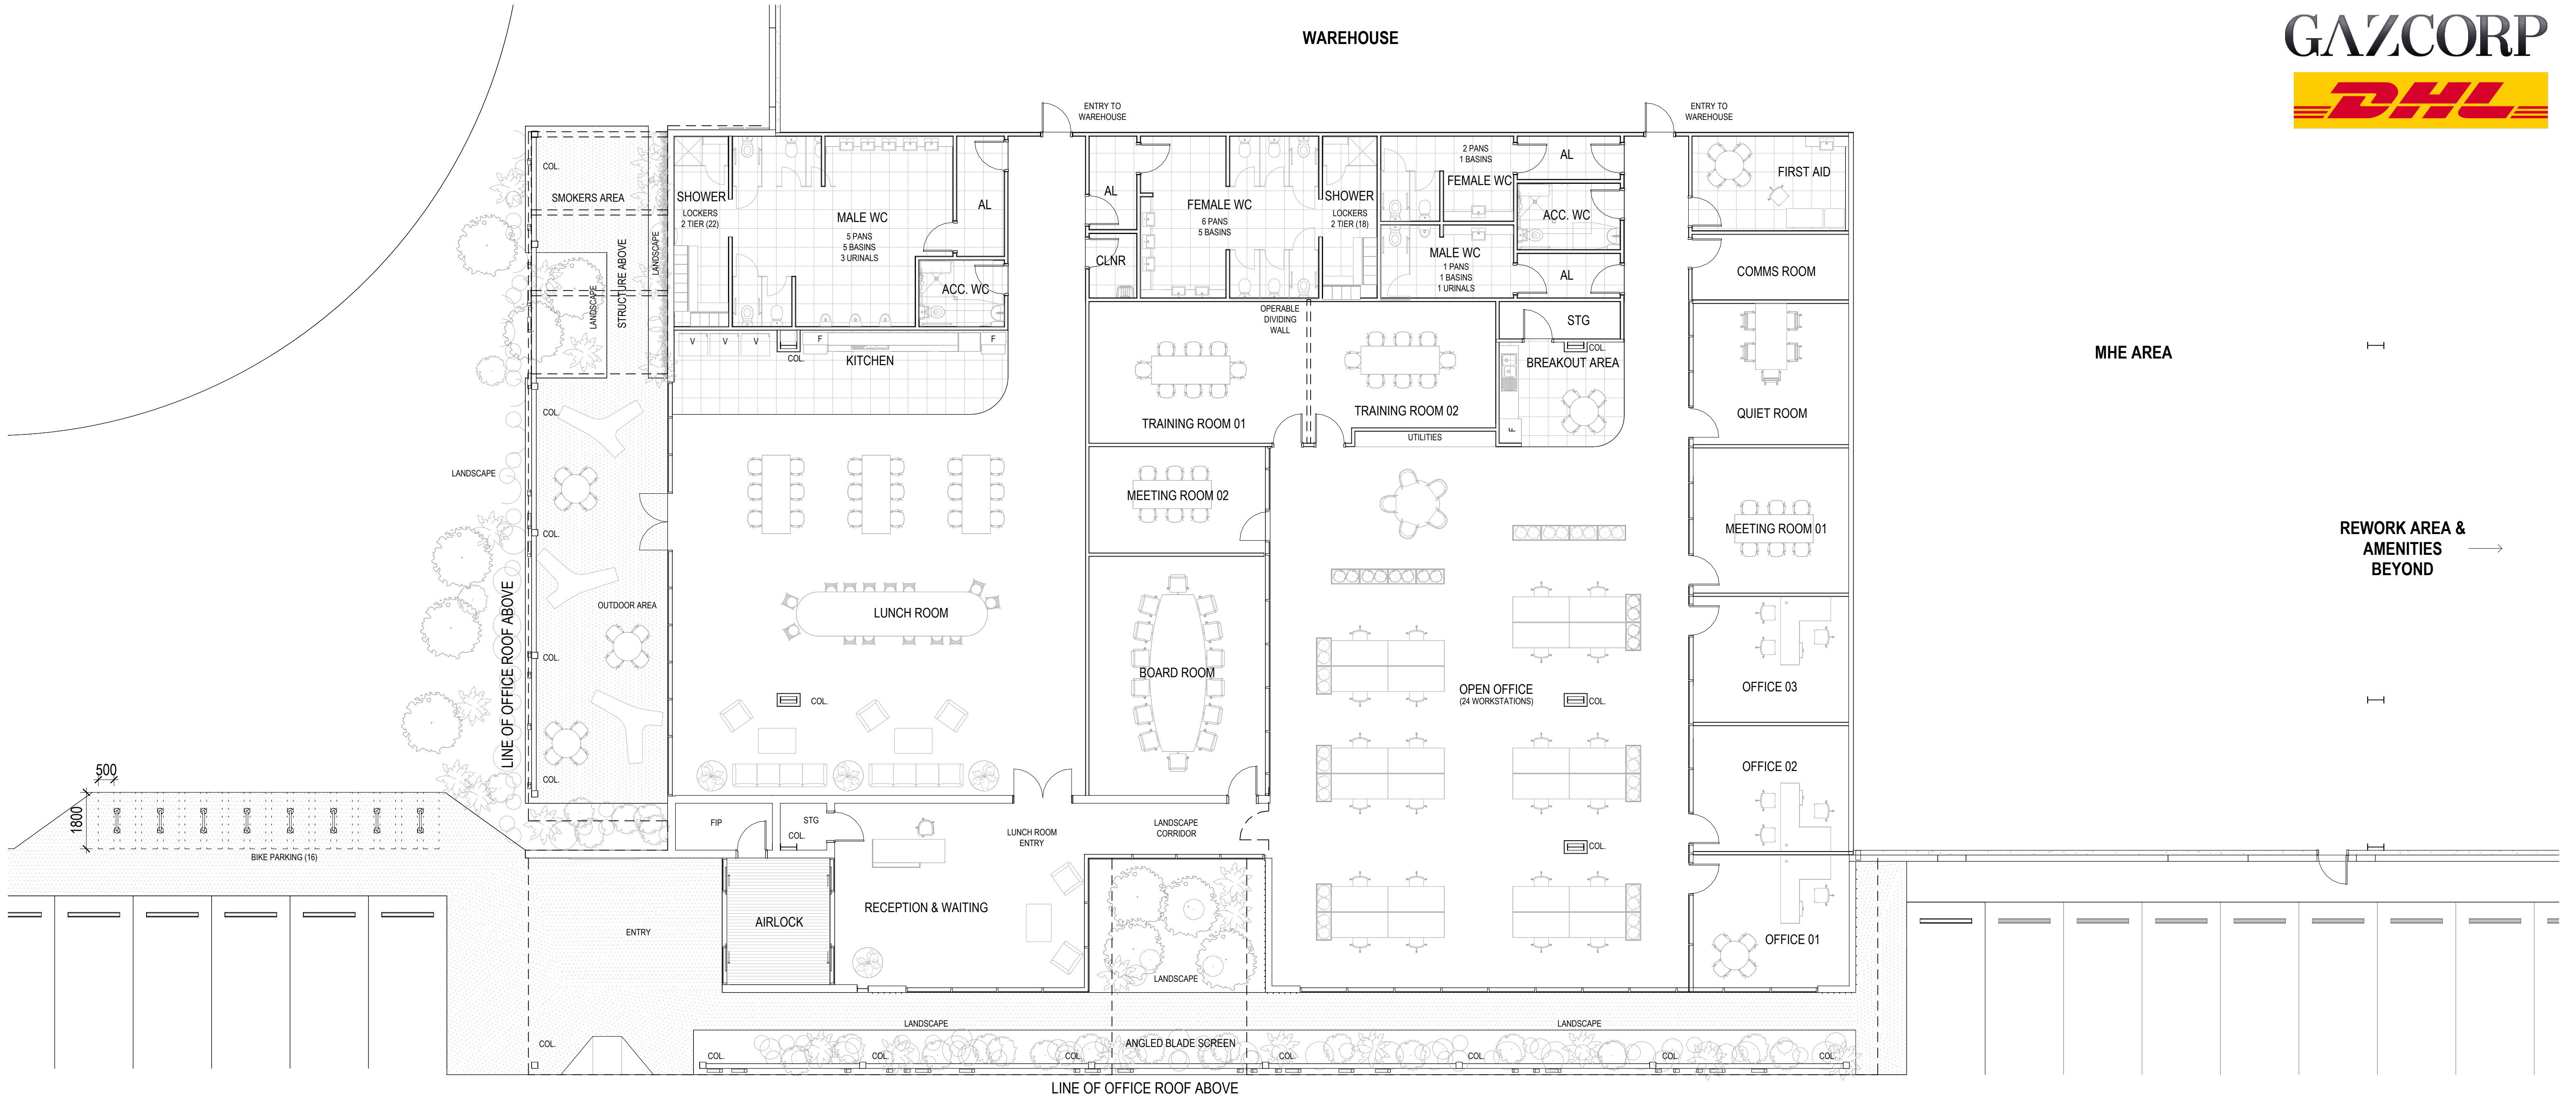 WAREHOUSE
GAZCORP
DHL
ENTRY TO
WAREHOUSE
ENTRY TO
WAREHOUSE
COL.
SMOKERS AREA
LANDSCAPE
STRUCTURE ABOVE
LANDSCAPE
SHOWER
LOCKERS
2 TIER (22)
MALE WC
5 PANS
5 BASINS
3 URINALS
AL
ACC. WC
AL
CLNR
FEMALE WC
6 PANS
5 BASINS
SHOWER
LOCKERS
2 TIER (18)
2 PANS
1 BASINS
FEMALE WC
AL
ACC. WC
MALE WC
1 PANS
1 BASINS
1 URINALS
AL
FIRST AID
COMMS ROOM
V
V
V
COL.
F
F
KITCHEN
OPERABLE
DIVIDING
WALL
STG
COL.
BREAKOUT AREA
F
TRAINING ROOM 01
TRAINING ROOM 02
UTILITIES
QUIET ROOM
MHE AREA
COL.
LANDSCAPE
COL.
MEETING ROOM 02
MEETING ROOM 01
REWORK AREA &
AMENITIES
BEYOND
LINE OF OFFICE ROOF ABOVE
OUTDOOR AREA
LUNCH ROOM
COL.
BOARD ROOM
OPEN OFFICE
(24 WORKSTATIONS)
COL.
COL.
OFFICE 03
OFFICE 02
COL.
500
1800
BIKE PARKING (16)
FIP
STG
COL.
LUNCH ROOM
ENTRY
LANDSCAPE
CORRIDOR
COL.
ENTRY
AIRLOCK
RECEPTION & WAITING
LANDSCAPE
OFFICE 01
LANDSCAPE
LANDSCAPE
COL.
COL.
COL.
COL.
ANGLED BLADE SCREEN
COL.
COL.
COL.
COL.
LINE OF OFFICE ROOF ABOVE